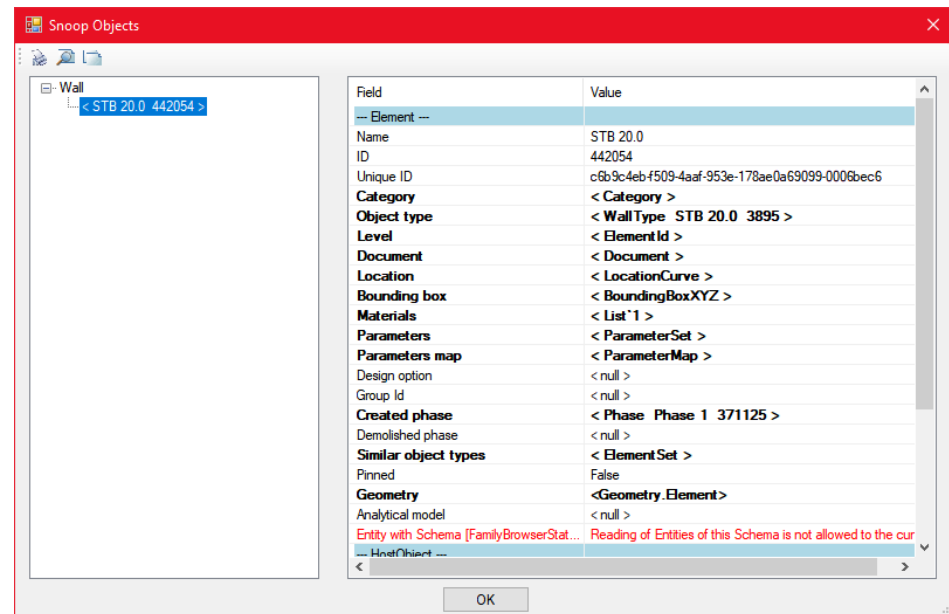 Snoop Objects
Wall
< STB 20.0 442054 >
Field Value
--- Element ---
Name STB 20.0
ID 442054
Unique ID c6b9c4eb-f509-4aaf-953e-178ae0a69099-0006bec6
Category < Category >
Object type < WallType STB 20.0 3895 >
Level < ElementId >
Document < Document >
Location < LocationCurve >
Bounding box < BoundingBoxXYZ >
Materials < List`1 >
Parameters < ParameterSet >
Parameters map < ParameterMap >
Design option < null >
Group Id < null >
Created phase < Phase Phase 1 371125 >
Demolished phase < null >
Similar object types < ElementSet >
Pinned False
Geometry <Geometry.Element>
Analytical model < null >
Entity with Schema [FamilyBrowserStat... Reading of Entities of this Schema is not allowed to the cur
--- HostObject ---
OK